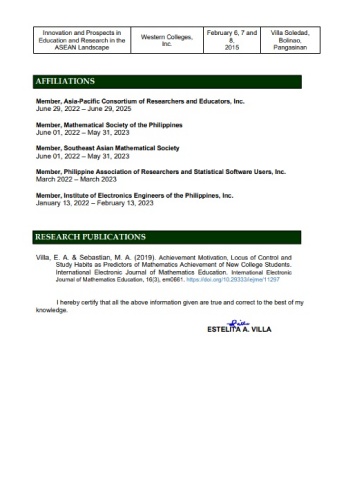 Innovation and Prospects in
Education and Research in the
ASEAN Landscape
Western Colleges,
Inc.
February 6, 7 and
8,
2015
Villa Soledad,
Bolinao,
Pangasinan
AFFILIATIONS
Member, Asia-Pacific Consortium of Researchers and Educators, Inc.
June 29, 2022 – June 29, 2025
Member, Mathematical Society of the Philippines
June 01, 2022 – May 31, 2023
Member, Southeast Asian Mathematical Society
June 01, 2022 – May 31, 2023
Member, Philippine Association of Researchers and Statistical Software Users, Inc.
March 2022 – March 2023
Member, Institute of Electronics Engineers of the Philippines, Inc.
January 13, 2022 – February 13, 2023
RESEARCH PUBLICATIONS
Villa, E. A. & Sebastian, M. A. (2019). Achievement Motivation, Locus of Control and
Study Habits as Predictors of Mathematics Achievement of New College Students.
International Electronic Journal of Mathematics Education. International Electronic
Journal of Mathematics Education, 16(3), em0661. https://doi.org/10.29333/iejme/11297
I hereby certify that all the above information given are true and correct to the best of my
knowledge.
ESTELITA A. VILLA